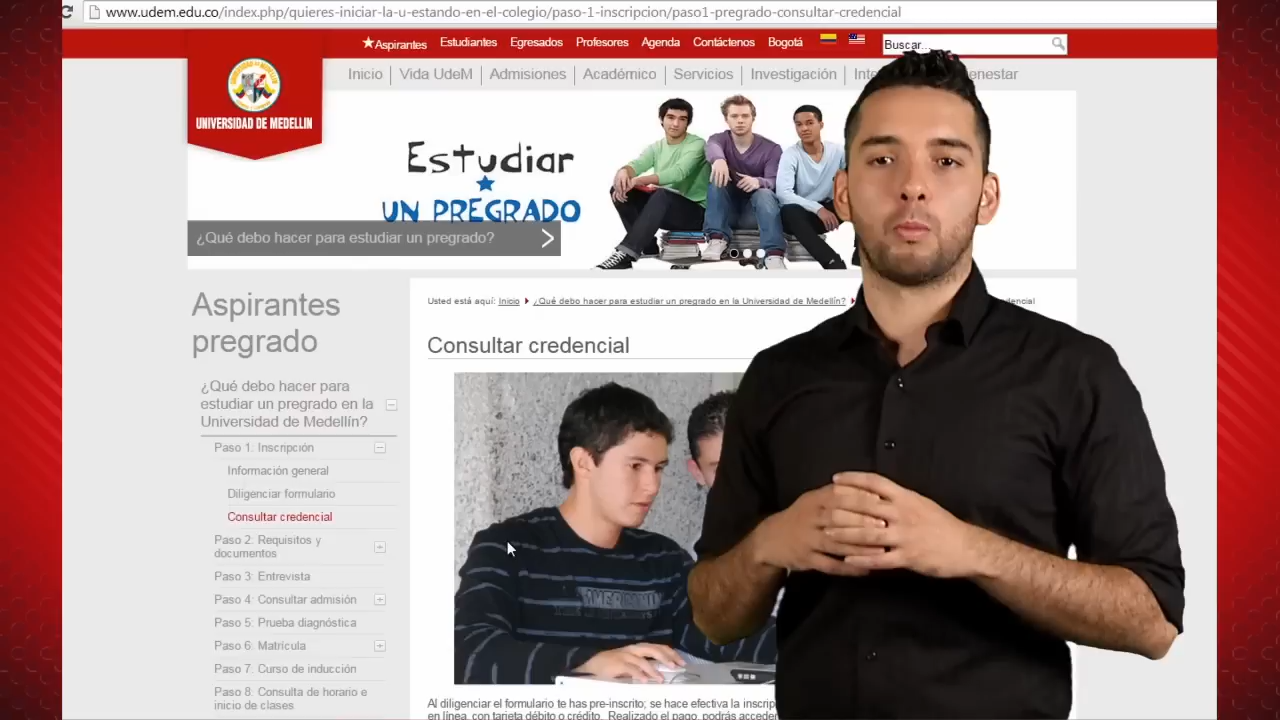 www.udem.edu.co/index.php/quieres-iniciar-la-u-estando-en-el-colegio/paso-1-inscripcion/paso1-pregrado-consultar-credencial
Aspirantes Estudiantes Egresados Profesores Agenda Contáctenos Bogotá Buscar...
Inicio Vida UdeM Admisiones Académico Servicios Investigación
UNIVERSIDAD DE MEDELLIN
Estudiar
UN PREGRADO
¿Qué debo hacer para estudiar un pregrado?
Aspirantes
pregrado
¿Qué debo hacer para
estudiar un pregrado en la
Universidad de Medellín?
Paso 1: Inscripción
Información general
Diligenciar formulario
Consultar credencial
Paso 2: Requisitos y
documentos
Paso 3: Entrevista
Paso 4: Consultar admisión
Paso 5: Prueba diagnóstica
Paso 6: Matrícula
Paso 7. Curso de inducción
Paso 8: Consulta de horario e
inicio de clases
Usted está aquí: Inicio ¿Qué debo hacer para estudiar un pregrado en la Universidad de Medellín?
Consultar credencial
Al diligenciar el formulario te has pre-inscrito; se hace efectiva la
en línea, con tarjeta débito o crédito. Realizado el pago, podrás